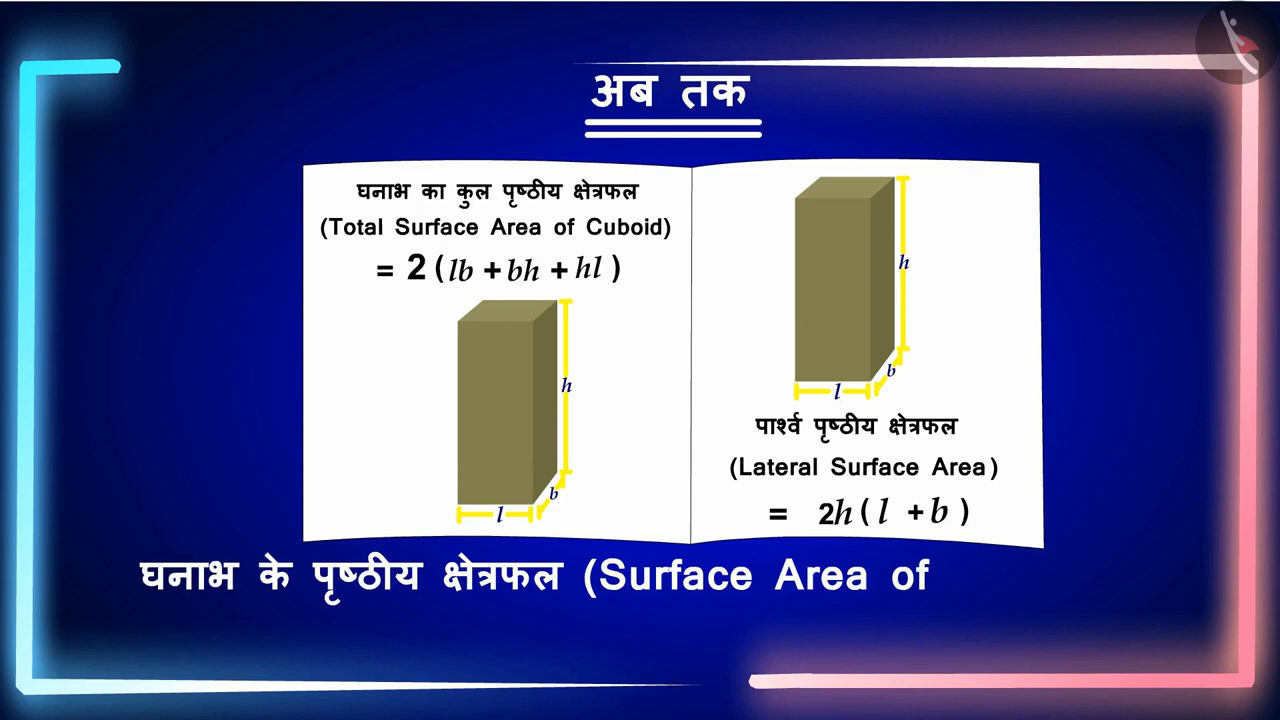 अब तक
घनाभ का कुल पृष्ठीय क्षेत्रफल
(Total Surface Area of Cuboid)
= 2 (lb + bh + hl )
h
b
l
h
b
l
पार्श्व पृष्ठीय क्षेत्रफल
(Lateral Surface Area)
= 2h ( l + b )
घनाभ के पृष्ठीय क्षेत्रफल (Surface Area of